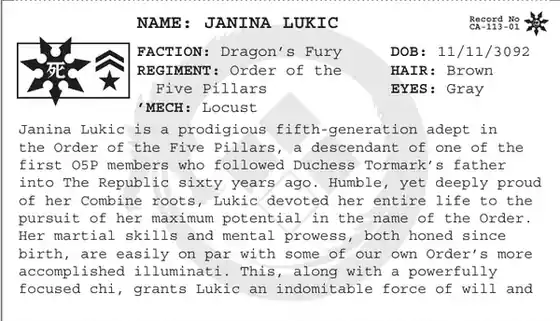 NAME: JANINA LUKIC
Record No
CA-113-01
死
FACTION: Dragon's Fury
DOB: 11/11/3092
REGIMENT: Order of the
HAIR: Brown
Five Pillars
EYES: Gray
'MECH: Locust
Janina Lukic is a prodigious fifth-generation adept in
the Order of the Five Pillars, a descendant of one of the
first O5P members who followed Duchess Tormark's father
into The Republic sixty years ago. Humble, yet deeply proud
of her Combine roots, Lukic devoted her entire life to the
pursuit of her maximum potential in the name of the Order.
Her martial skills and mental prowess, both honed since
birth, are easily on par with some of our own Order's more
accomplished illuminati. This, along with a powerfully
focused chi, grants Lukic an indomitable force of will and